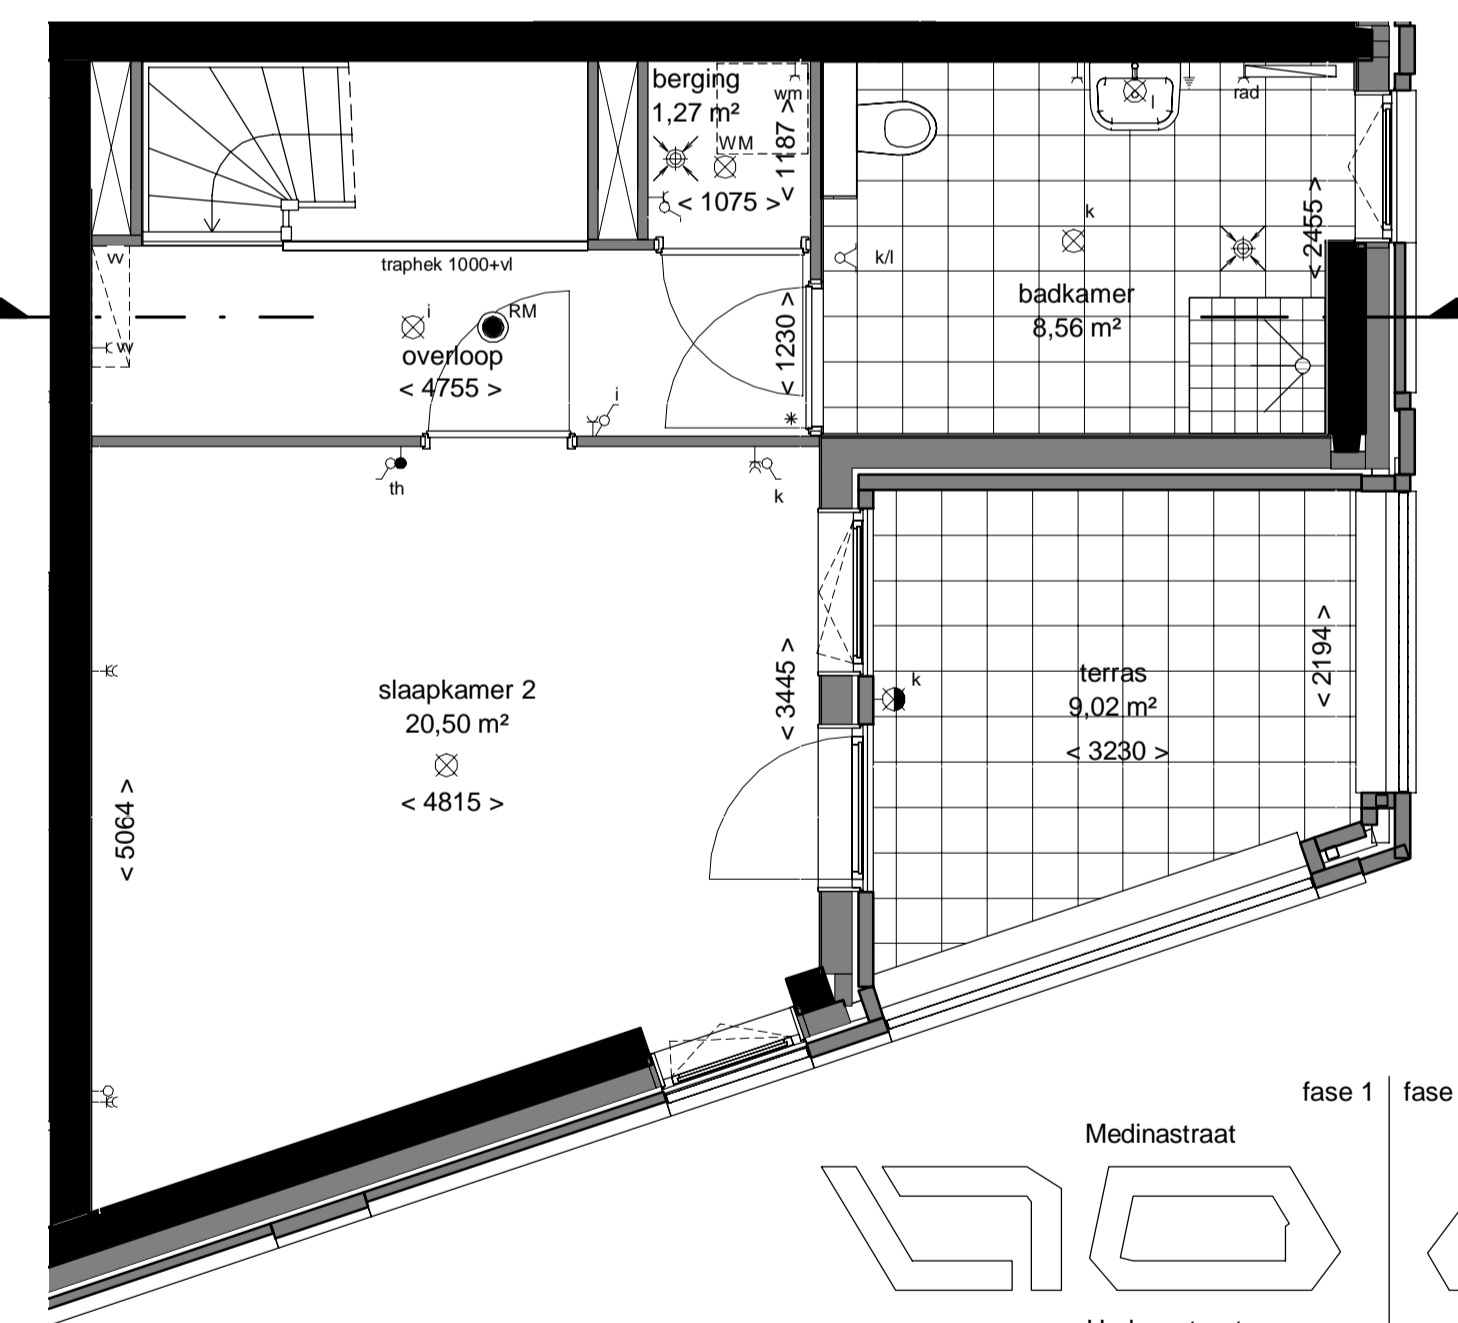 berging
1,27 m²
wm
WM
< 1187 >
< 1075 >
rad
l
k
k/l
< 2455 >
badkamer
8,56 m²
vv
vv
traphek 1000+vl
i
RM
overloop
< 4755 >
< 1230 >
i
*
th
k
slaapkamer 2
20,50 m²
< 4815 >
< 5064 >
< 3445 >
k
terras
9,02 m²
< 3230 >
< 2194 >
fase 1
fase
Medinastraat